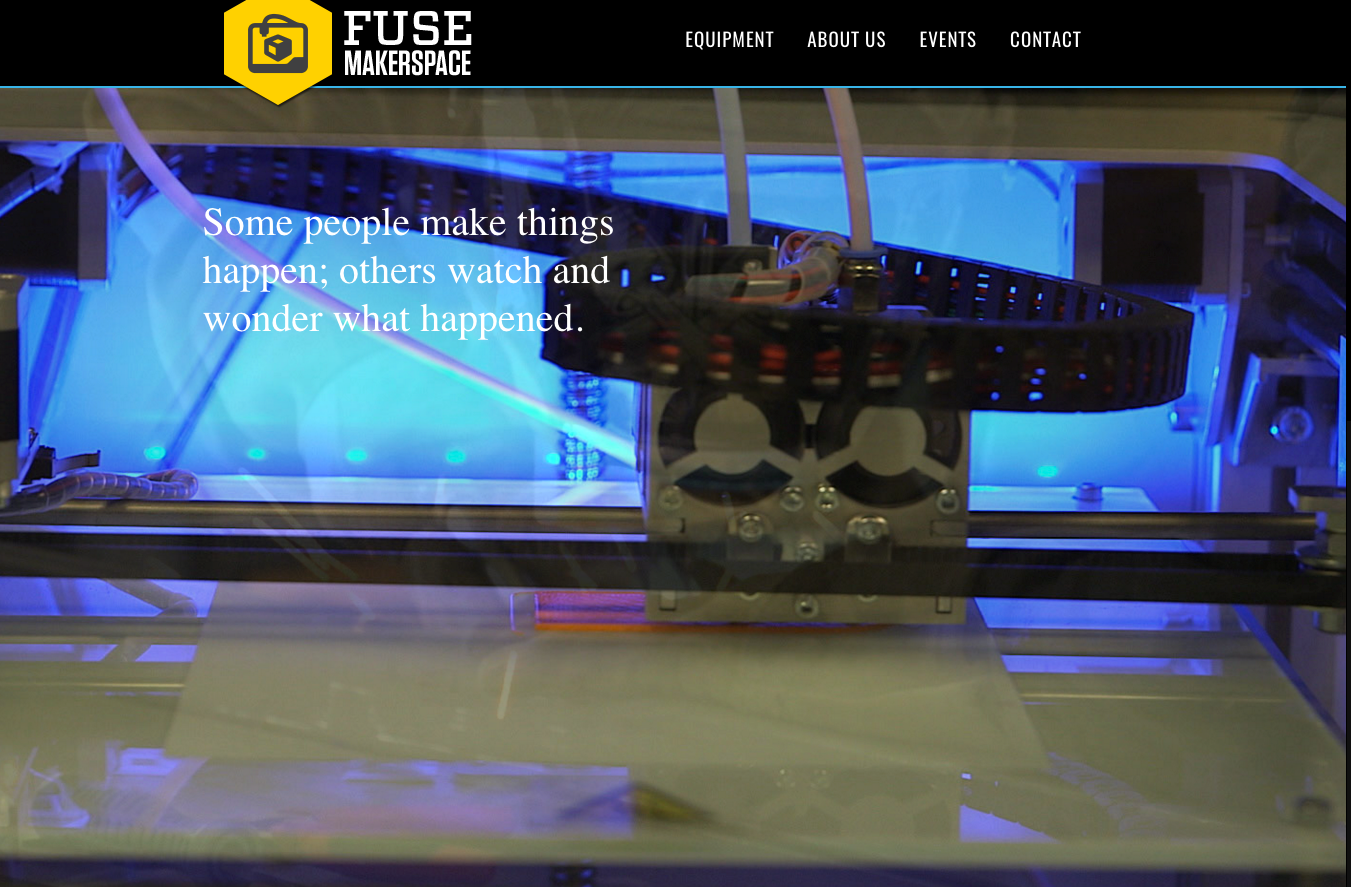 FUSE
MAKERSPACE
EQUIPMENT ABOUT US EVENTS CONTACT
Some people make things
happen; others watch and
wonder what happened.